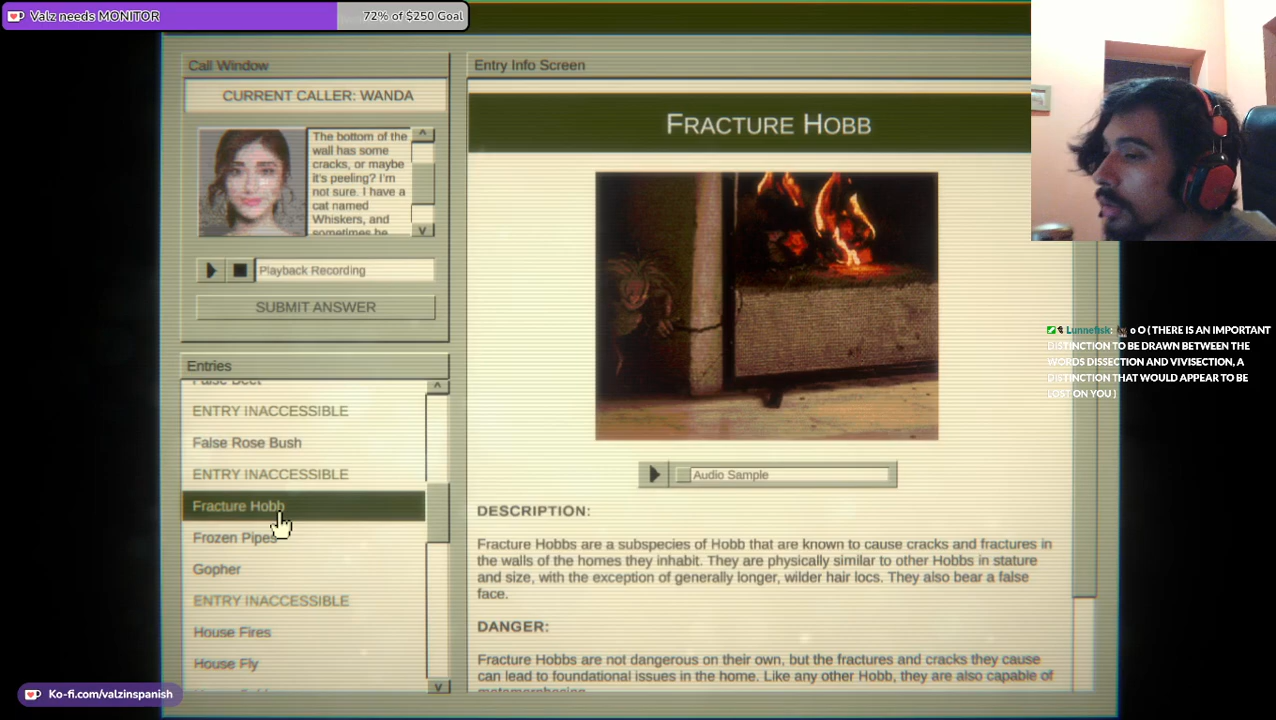 Valz needs MONITOR
72% of $250 Goal
Call Window
CURRENT CALLER: WANDA
The bottom of the
wall has some
cracks, or maybe
it's peeling? I'm
not sure. I have a
cat named
Whiskers, and
sometimes he
Playback Recording
SUBMIT ANSWER
Entries
False Beet
ENTRY INACCESSIBLE
False Rose Bush
ENTRY INACCESSIBLE
Fracture Hobb
Frozen Pipes
Gopher
ENTRY INACCESSIBLE
House Fires
House Fly
Ko-fi.com/valzinspanish
Entry Info Screen
FRACTURE HOBB
Audio Sample
DESCRIPTION:
Fracture Hobbs are a subspecies of Hobb that are known to cause cracks and fractures in
the walls of the homes they inhabit. They are physically similar to other Hobbs in stature
and size, with the exception of generally longer, wilder hair locs. They also bear a false
face.
DANGER:
Fracture Hobbs are not dangerous on their own, but the fractures and cracks they cause
can lead to foundational issues in the home. Like any other Hobb, they are also capable of
metamorphosing
Lunnefisk: o O ( THERE IS AN IMPORTANT
DISTINCTION TO BE DRAWN BETWEEN THE
WORDS DISSECTION AND VIVISECTION, A
DISTINCTION THAT WOULD APPEAR TO BE
LOST ON YOU )